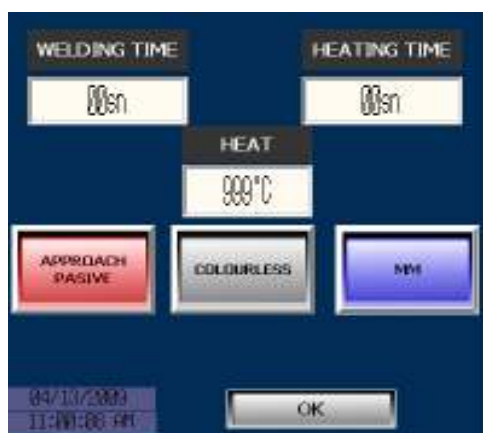 WELDING TIME
HEATING TIME
00sn
00sn
HEAT
999°C
APPROACH
PASIVE
COLOURLESS
MM
04/13/2009
11:00:06 AM
OK